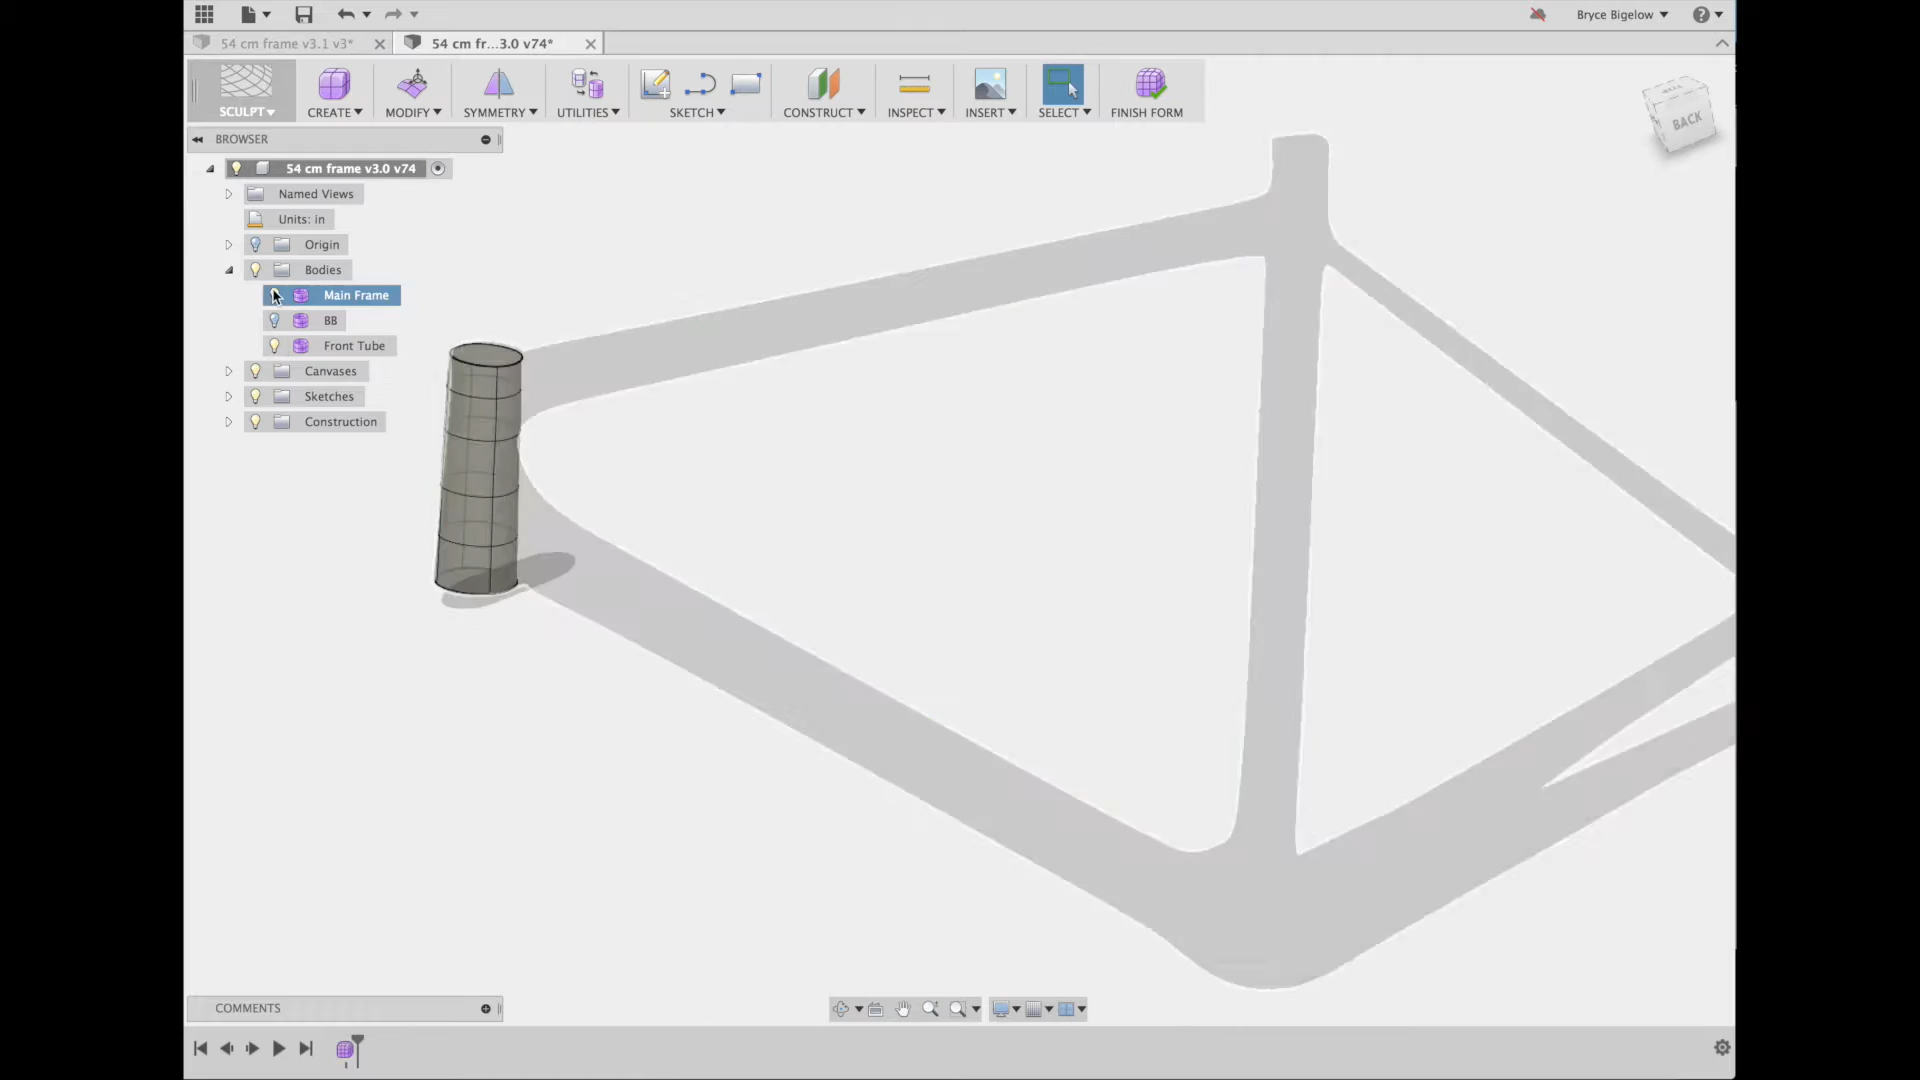 Bryce Bigelow
54 cm frame v3.1 v3*
54 cm fr...3.0 v74*
SCULPT
CREATE
MODIFY
SYMMETRY
UTILITIES
SKETCH
CONSTRUCT
INSPECT
INSERT
SELECT
FINISH FORM
BACK
BROWSER
54 cm frame v3.0 v74
Named Views
Units: in
Origin
Bodies
Main Frame
BB
Front Tube
Canvases
Sketches
Construction
COMMENTS